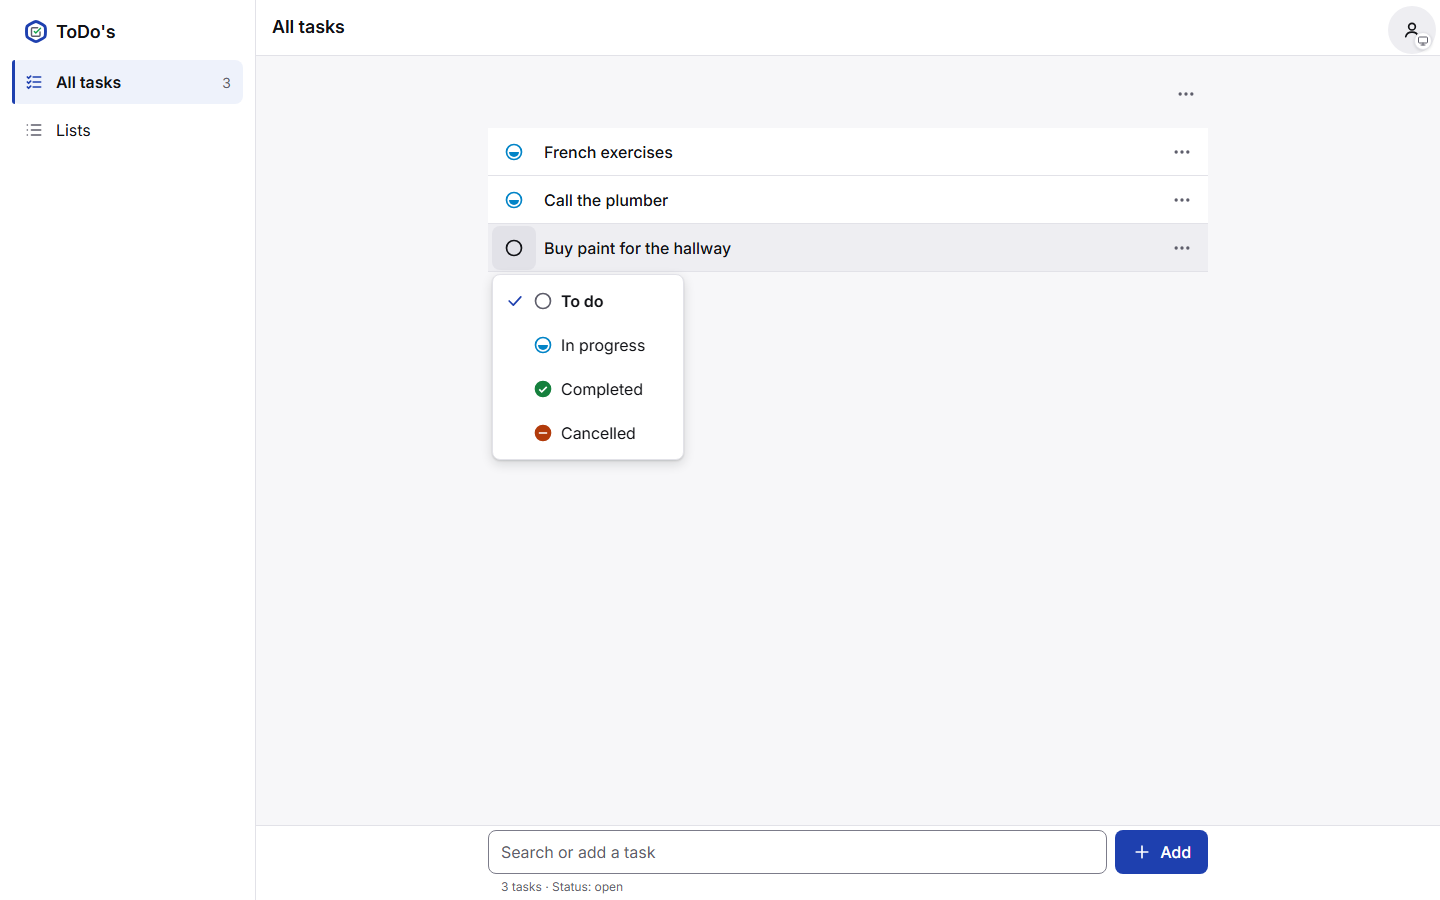 ToDo's
All tasks
3
Lists
All tasks
French exercises
Call the plumber
Buy paint for the hallway
To do
In progress
Completed
Cancelled
Search or add a task
Add
3 tasks · Status: open